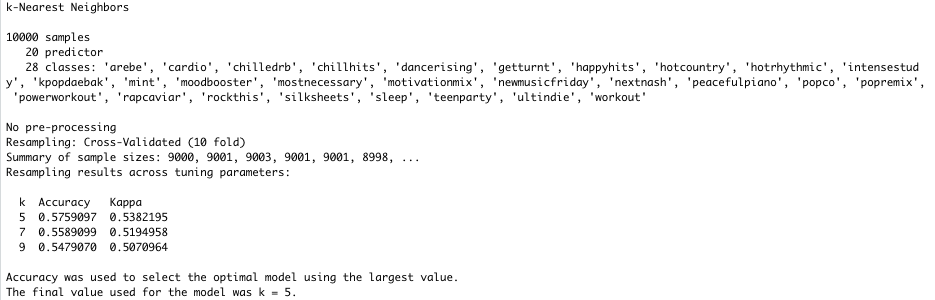 k-Nearest Neighbors
10000 samples
20 predictor
28 classes: 'arebe', 'cardio', 'chilledrb', 'chillhits', 'dancerising', 'getturnt', 'happyhits', 'hotcountry', 'hotrhythmic', 'intensestud
y', 'kpopdaebak', 'mint', 'moodbooster', 'mostnecessary', 'motivationmix', 'newmusicfriday', 'nextnash', 'peacefulpiano', 'popco', 'popremix',
'powerworkout', 'rapcaviar', 'rockthis', 'silksheets', 'sleep', 'teenparty', 'ultindie', 'workout'
No pre-processing
Resampling: Cross-Validated (10 fold)
Summary of sample sizes: 9000, 9001, 9003, 9001, 9001, 8998, ...
Resampling results across tuning parameters:
k Accuracy Kappa
5 0.5759097 0.5382195
7 0.5589099 0.5194958
9 0.5479070 0.5070964
Accuracy was used to select the optimal model using the largest value.
The final value used for the model was k = 5.